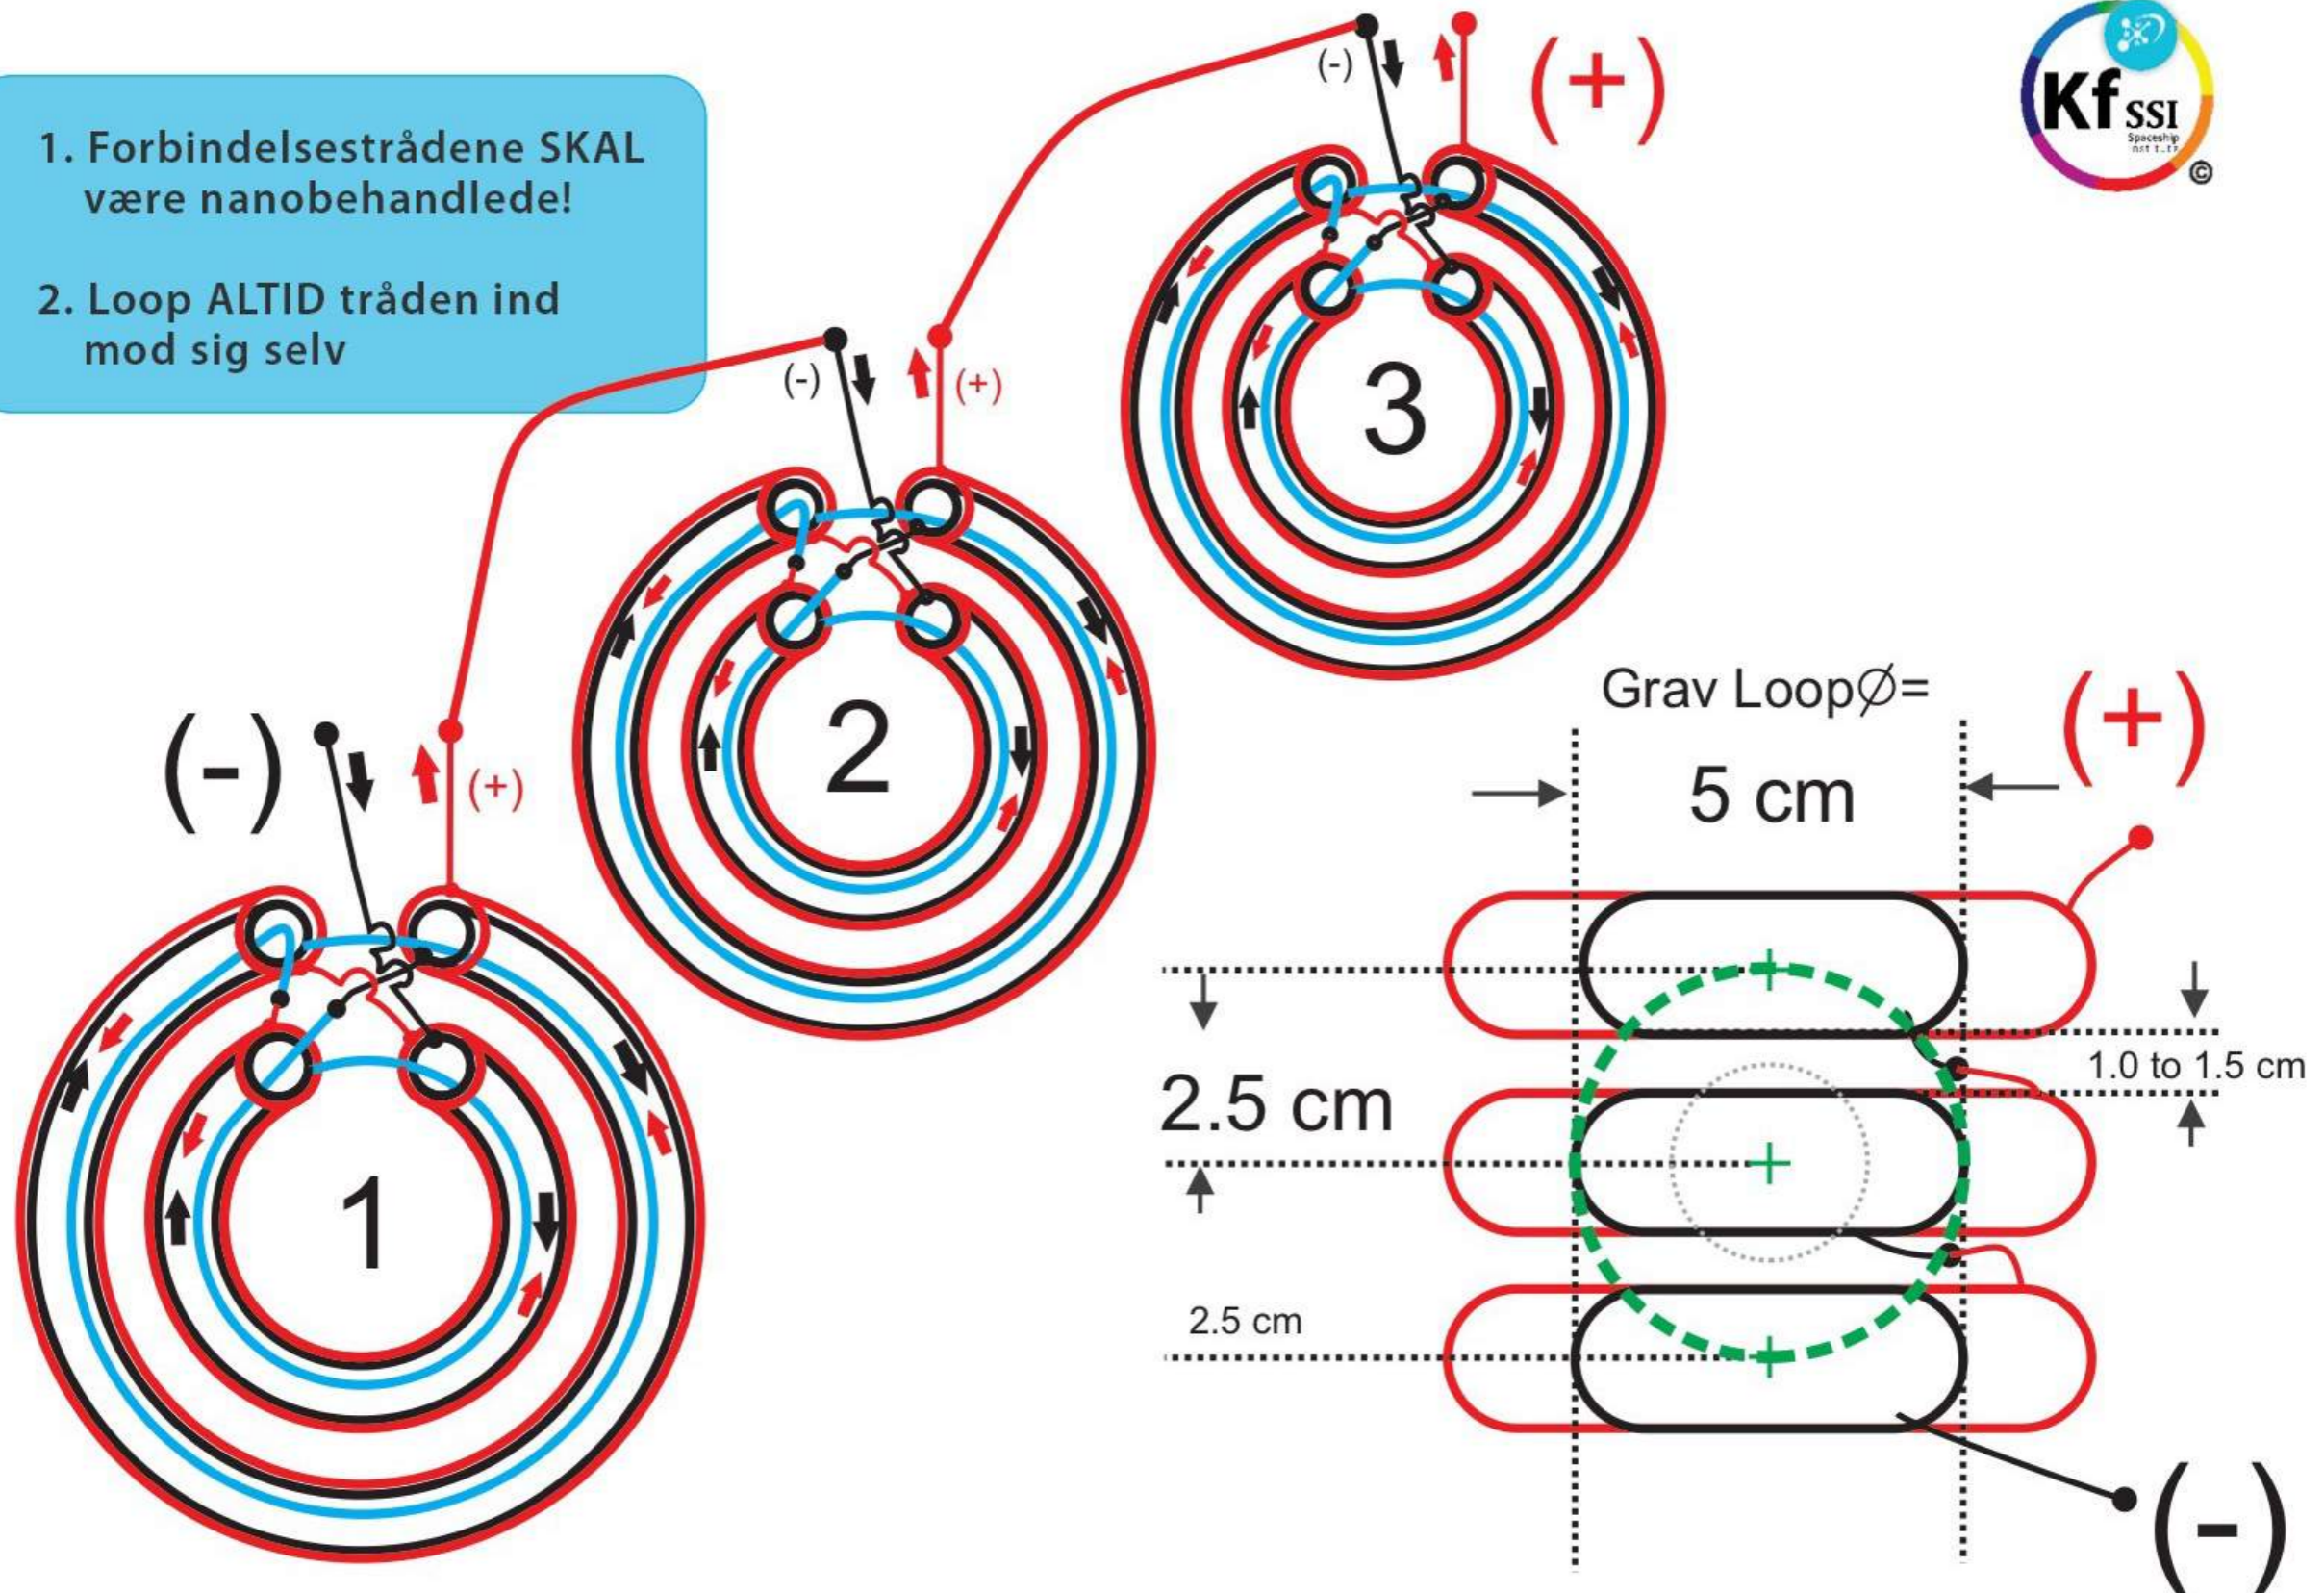 1. Forbindelsestrådene SKAL
være nanobehandlede!
2. Loop ALTID tråden ind
mod sig selv
(-)
(+)
Kf SSI
Spaceship
©
(-)
(+)
3
(-)
(+)
2
1
Grav Loop∅=
5 cm
(+)
2.5 cm
1.0 to 1.5 cm
2.5 cm
(-)